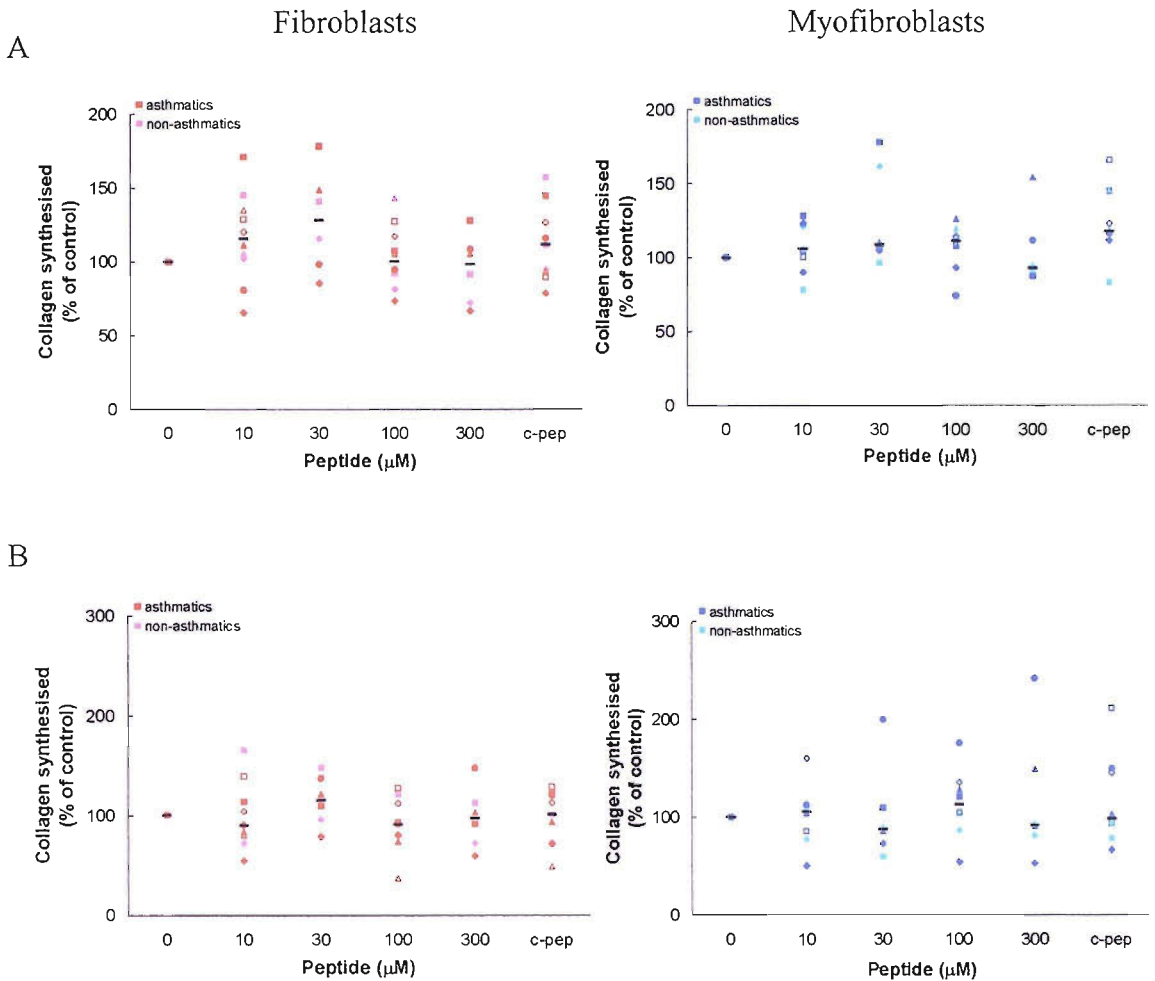 Fibroblasts
Myofibroblasts
A
asthmatics
non-asthmatics
200
150
100
50
0
Collagen synthesised
(% of control)
0 10 30 100 300 c-pep
Peptide (µM)
asthmatics
non-asthmatics
200
150
100
50
0
Collagen synthesised
(% of control)
0 10 30 100 300 c-pep
Peptide (µM)
B
asthmatics
non-asthmatics
300
200
100
0
Collagen synthesised
(% of control)
0 10 30 100 300 c-pep
Peptide (µM)
asthmatics
non-asthmatics
300
200
100
0
Collagen synthesised
(% of control)
0 10 30 100 300 c-pep
Peptide (µM)